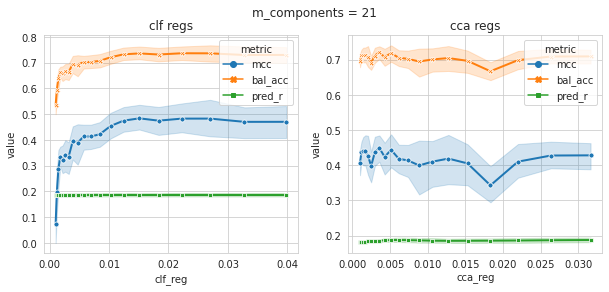 m_components = 21
clf regs
metric
mcc
bal_acc
pred_r
value
0.8
0.7
0.6
0.5
0.4
0.3
0.2
0.1
0.0
0.00
0.01
0.02
0.03
0.04
clf_reg
cca regs
metric
mcc
bal_acc
pred_r
value
0.7
0.6
0.5
0.4
0.3
0.2
0.000
0.005
0.010
0.015
0.020
0.025
0.030
cca_reg